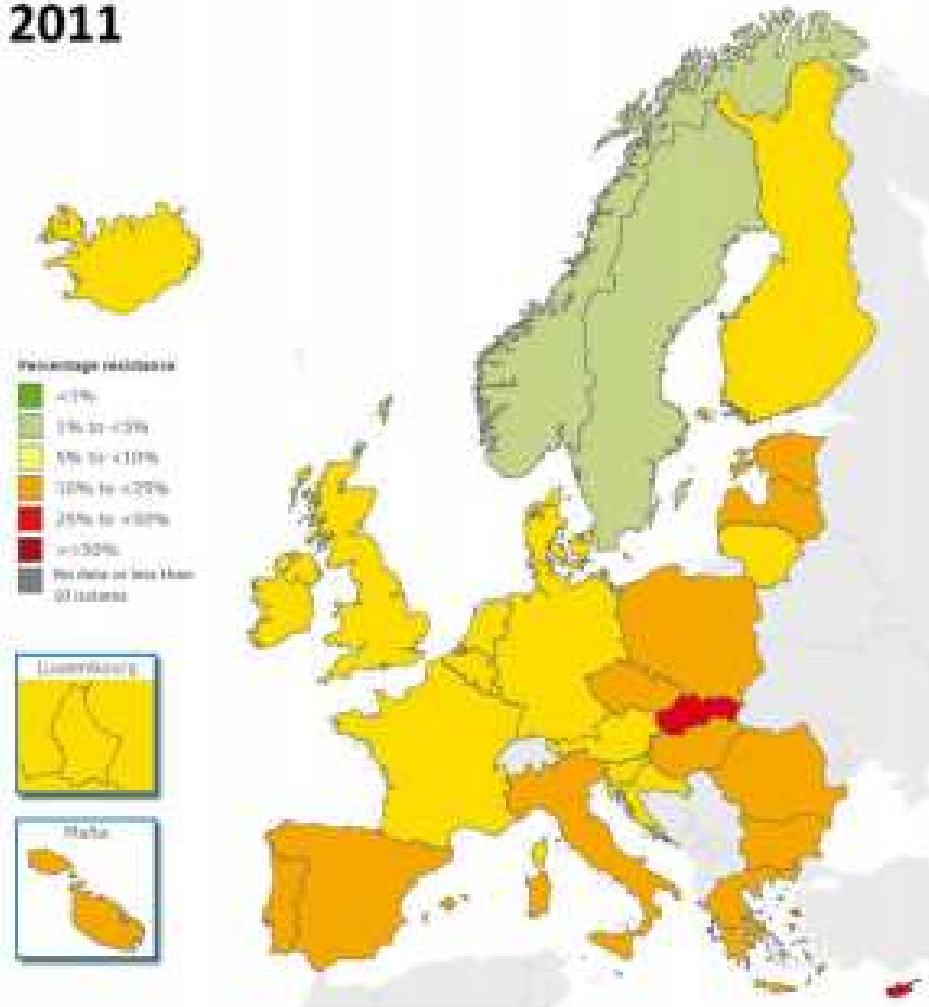 2011
Percentage resistance
<1%
1% to <5%
5% to <10%
10% to <25%
25% to <50%
>=50%
No data or less than
10 isolates
Luxembourg
Malta